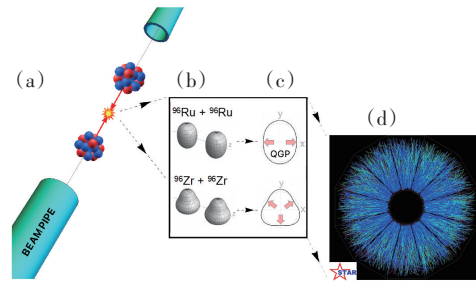 (a)
(b)
(c)
(d)
⁹⁶Ru + ⁹⁶Ru
z
y
x
QGP
⁹⁶Zr + ⁹⁶Zr
z
y
x
BEAM PIPE
STAR